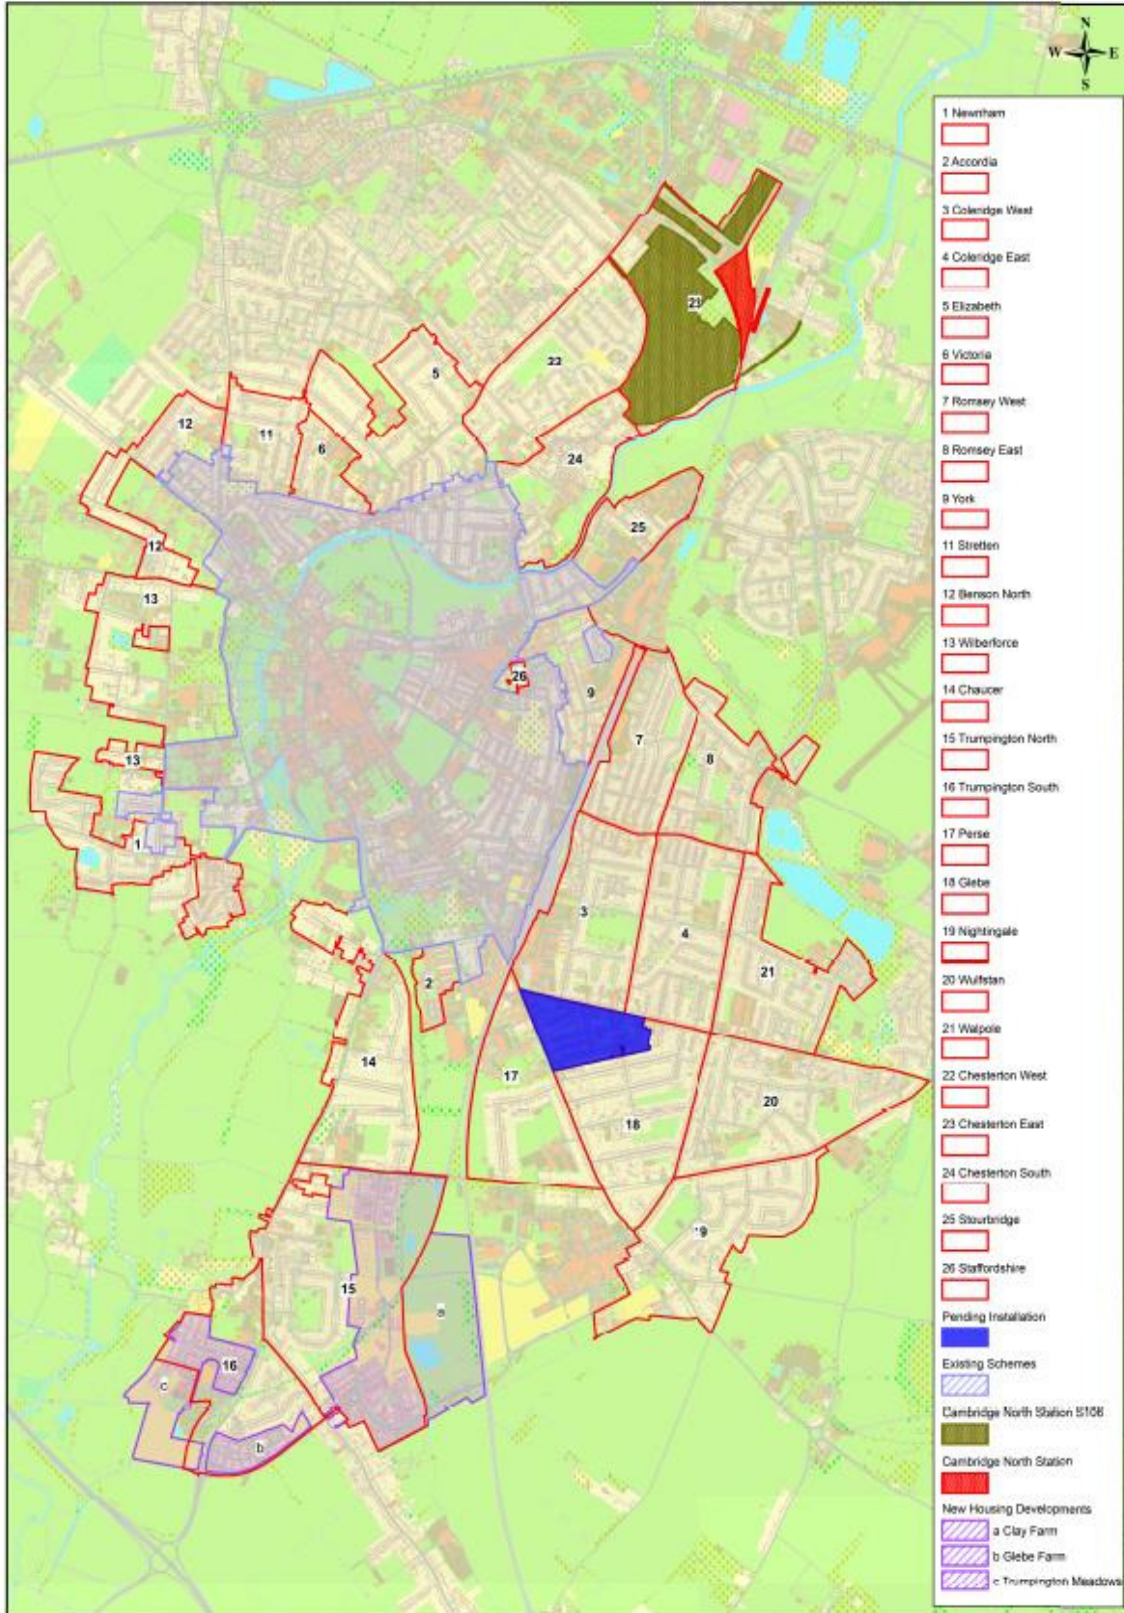 N
W E
S
1 Newnham
2 Accordia
3 Coleridge West
4 Coleridge East
5 Elizabeth
6 Victoria
7 Romsey West
8 Romsey East
9 York
11 Stretten
12 Benson North
13 Wilberforce
14 Chaucer
15 Trumpington North
16 Trumpington South
17 Perse
18 Glebe
19 Nightingale
20 Wulfstan
21 Walpole
22 Chesterton West
23 Chesterton East
24 Chesterton South
25 Stourbridge
26 Staffordshire
Pending Installation
Existing Schemes
Cambridge North Station S106
Cambridge North Station
New Housing Developments
a Clay Farm
b Glebe Farm
c Trumpington Meadows
23
22
5
12
11
6
24
25
12
13
26
9
7
8
13
1
3
4
21
2
14
17
20
18
19
15
a
16
c
b